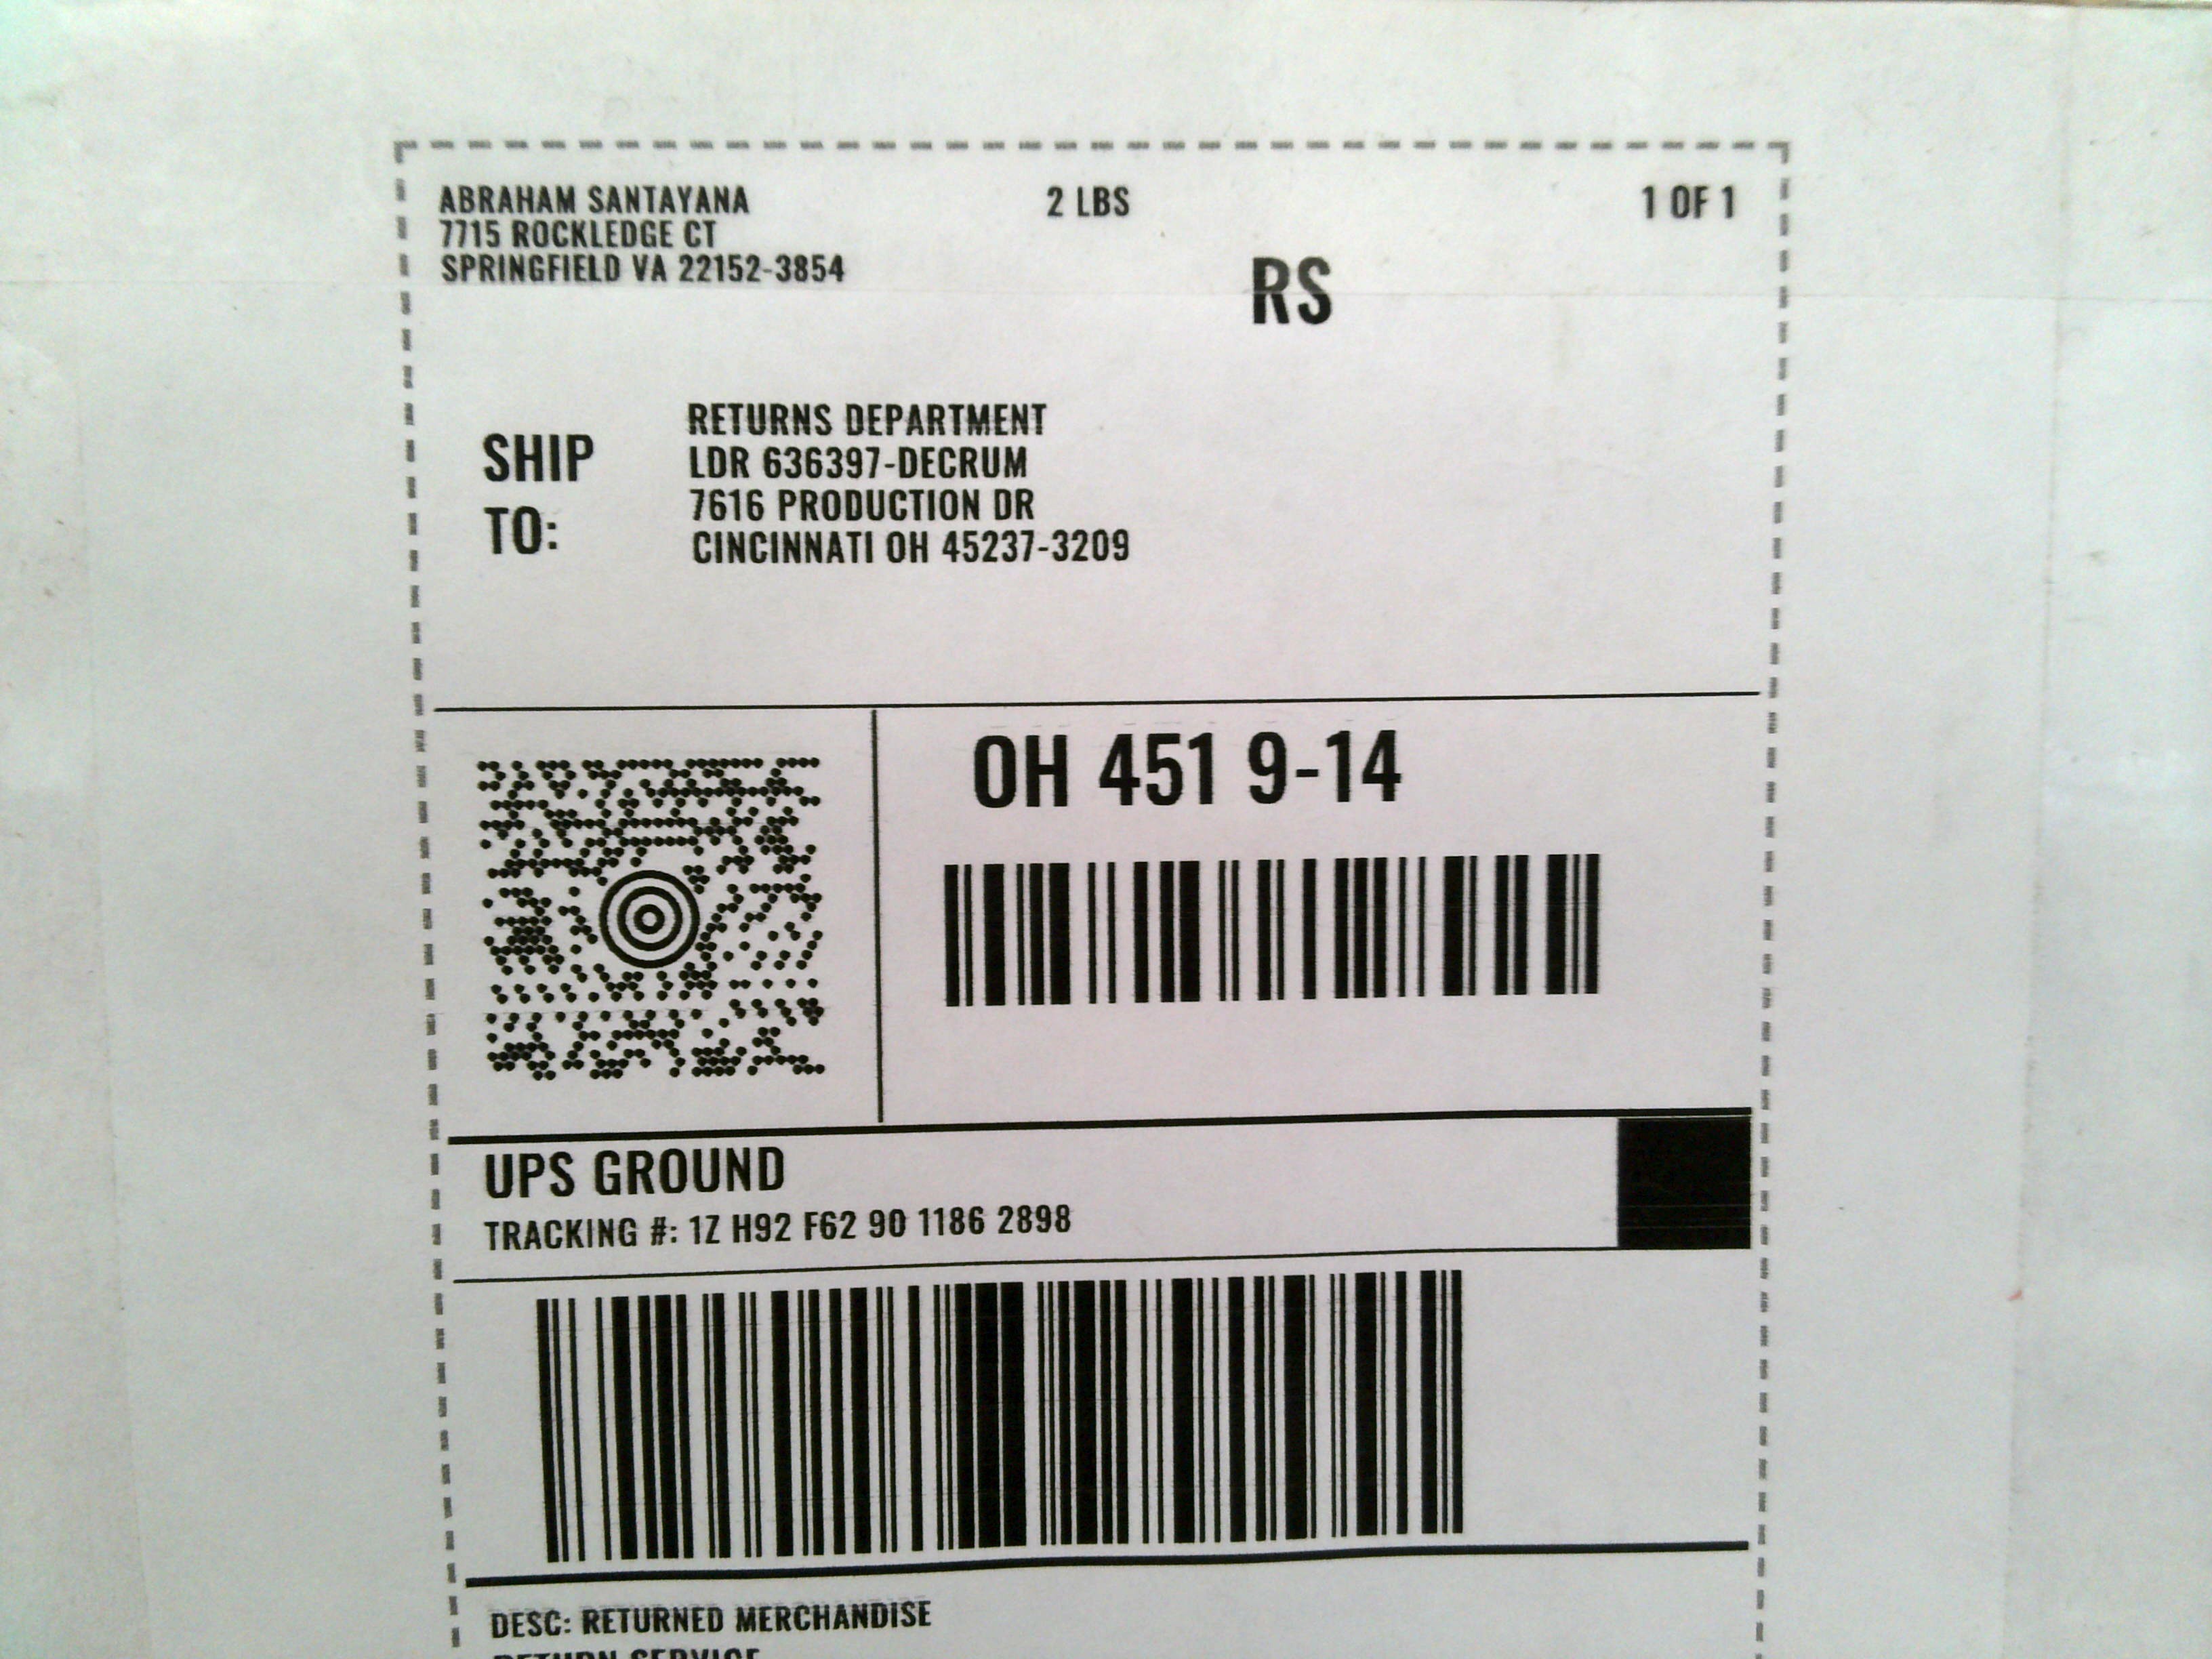 ABRAHAM SANTAYANA
7715 ROCKLEDGE CT
SPRINGFIELD VA 22152-3854
2 LBS
1 OF 1
RS
SHIP
TO:
RETURNS DEPARTMENT
LDR 636397-DECRUM
7616 PRODUCTION DR
CINCINNATI OH 45237-3209
OH 451 9-14
UPS GROUND
TRACKING #: 1Z H92 F62 90 1186 2898
DESC: RETURNED MERCHANDISE
RETURN SERVICE